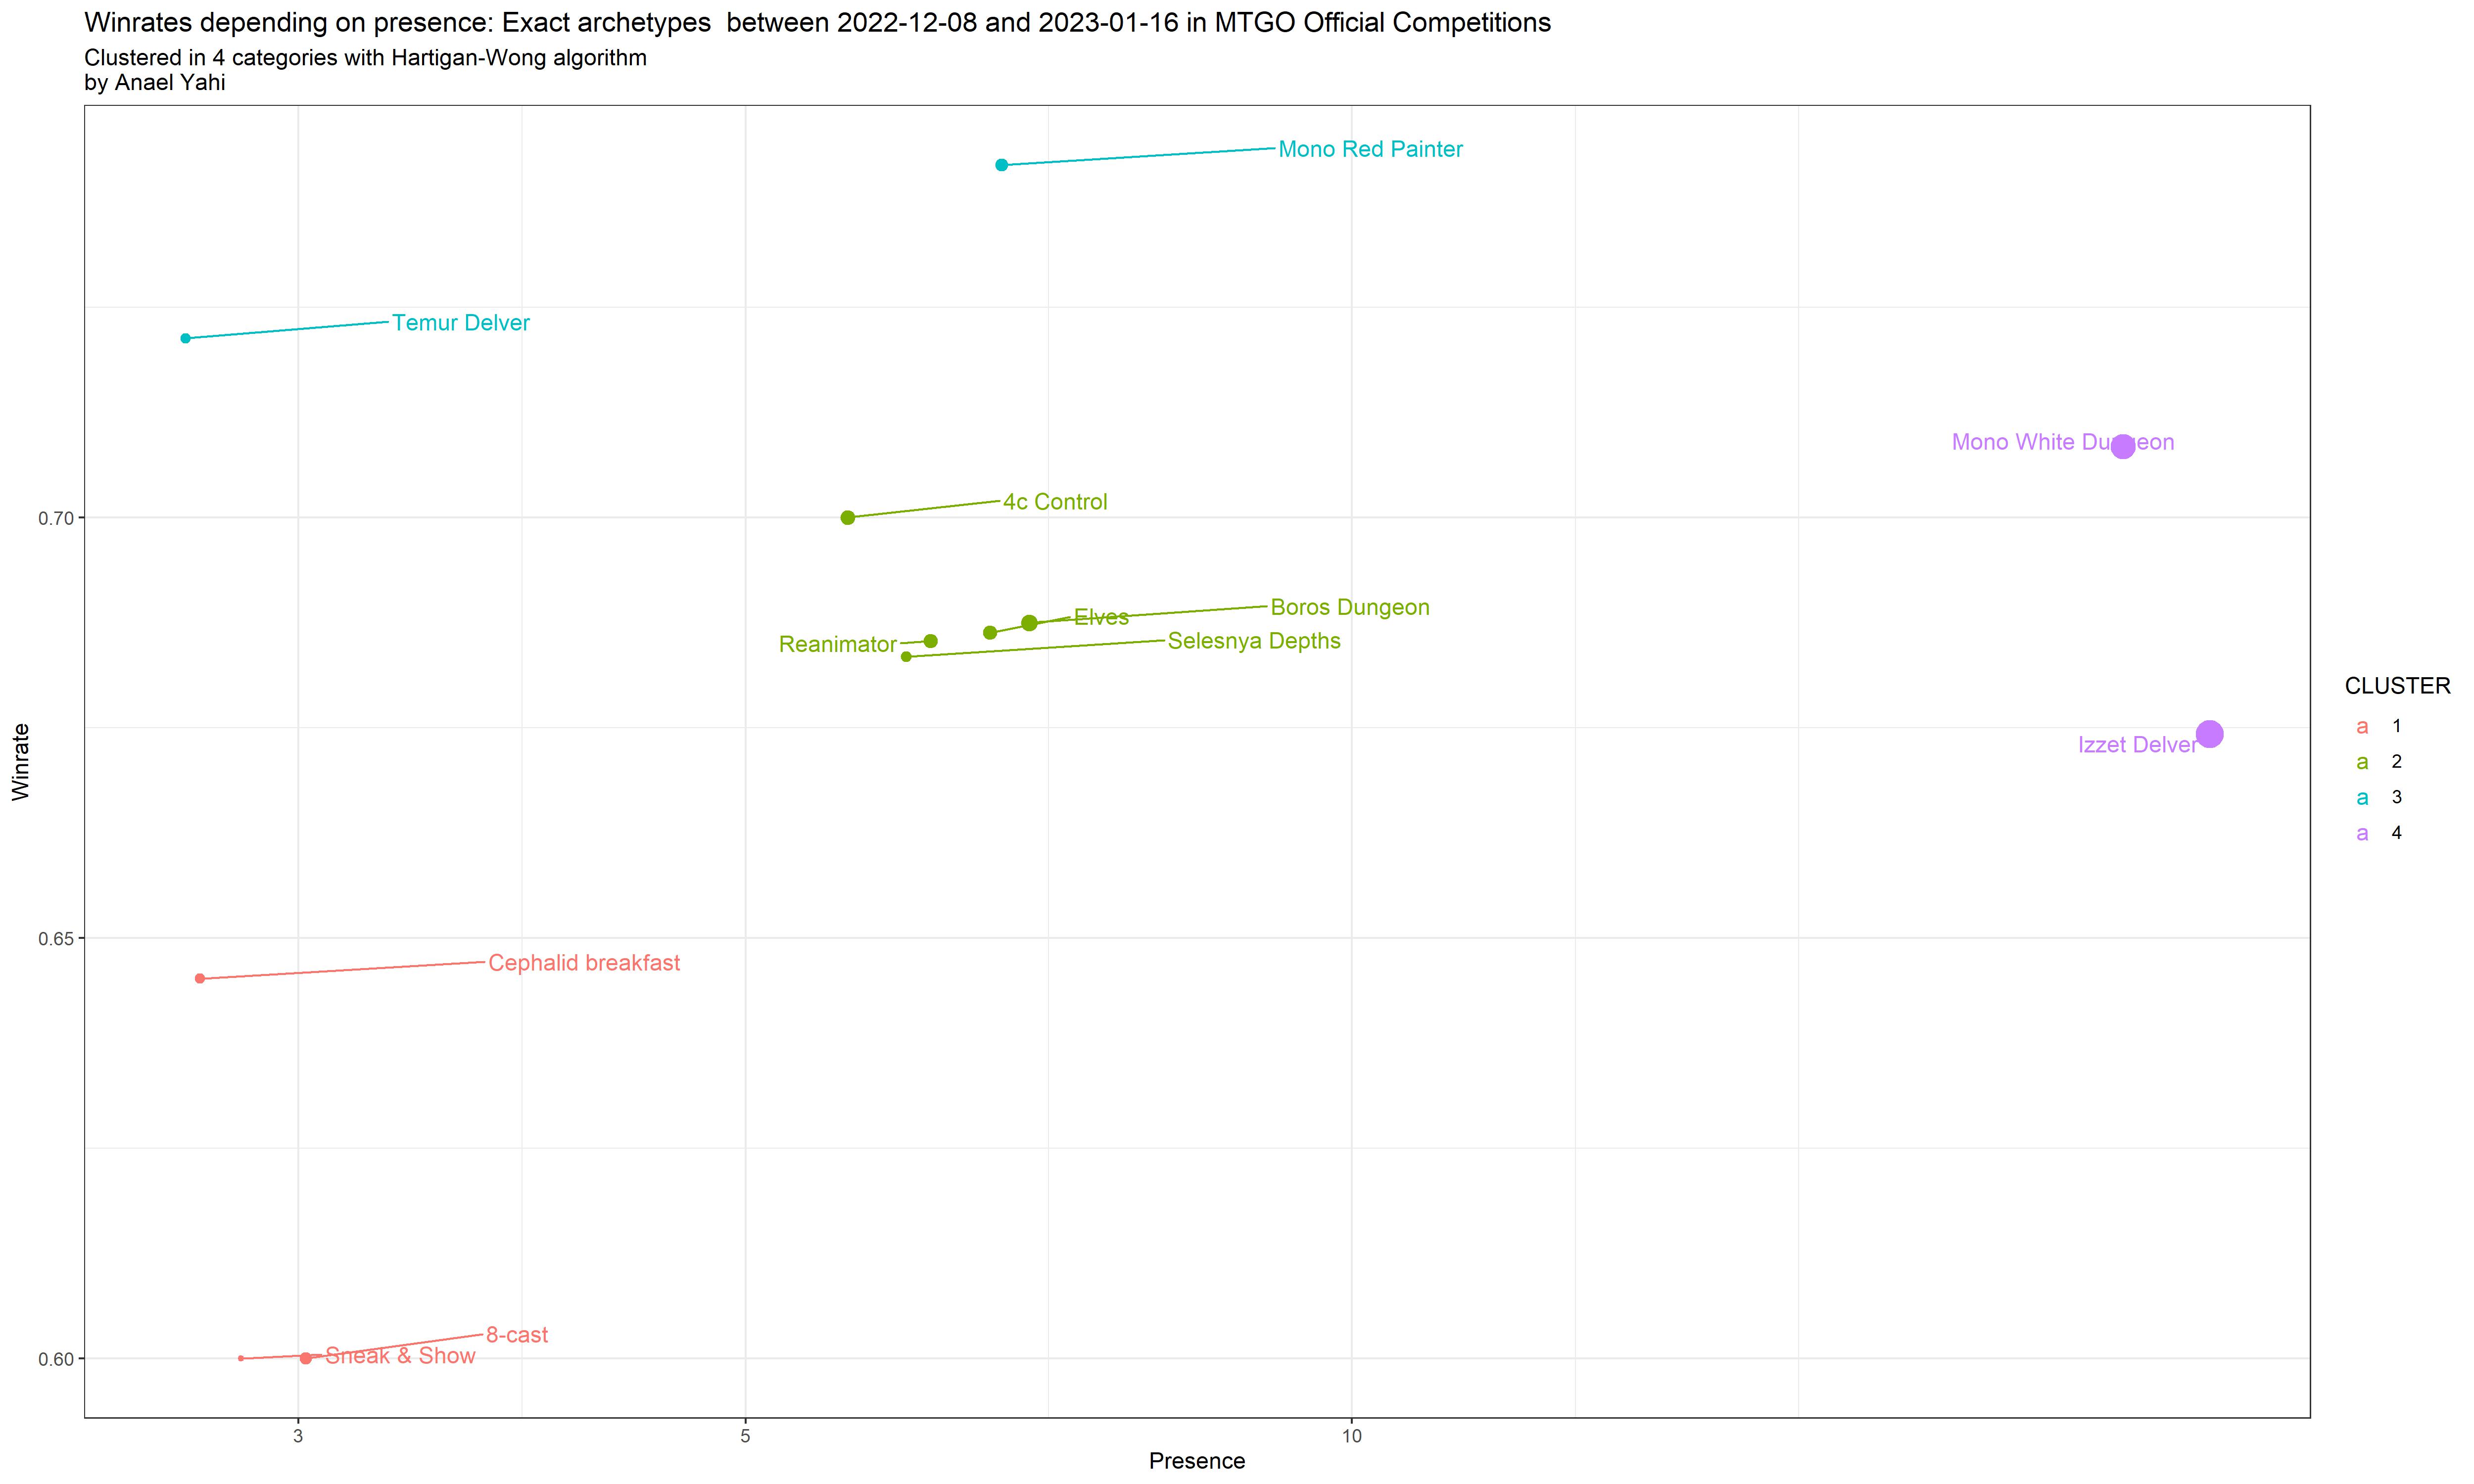 Winrates depending on presence: Exact archetypes  between 2022-12-08 and 2023-01-16 in MTGO Official Competitions
Clustered in 4 categories with Hartigan-Wong algorithm
by Anael Yahi
Mono Red Painter
Temur Delver
Mono White Dungeon
4c Control
Boros Dungeon
Elves
Reanimator
Selesnya Depths
Izzet Delver
Cephalid breakfast
8-cast
Sneak & Show
0.70
0.65
0.60
Winrate
3
5
10
Presence
CLUSTER
a 1
a 2
a 3
a 4